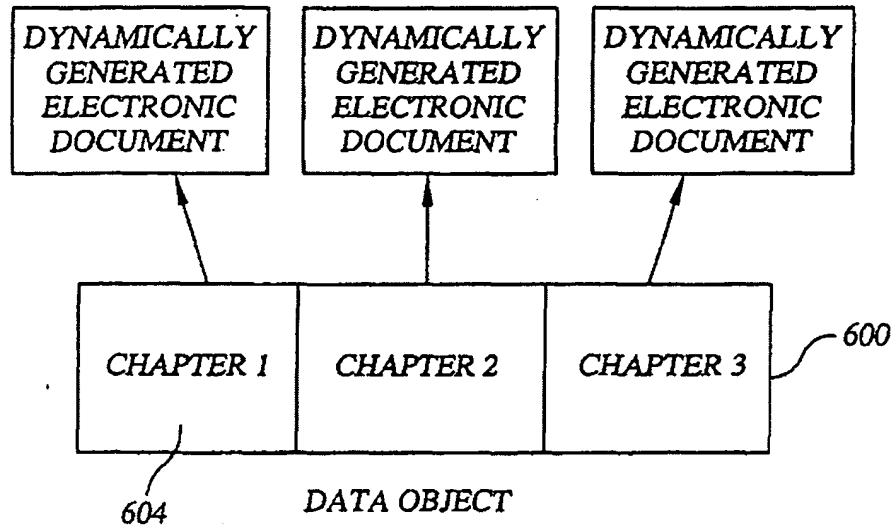 DYNAMICALLY
GENERATED
ELECTRONIC
DOCUMENT
DYNAMICALLY
GENERATED
ELECTRONIC
DOCUMENT
DYNAMICALLY
GENERATED
ELECTRONIC
DOCUMENT
CHAPTER 1
CHAPTER 2
CHAPTER 3
600
604
DATA OBJECT